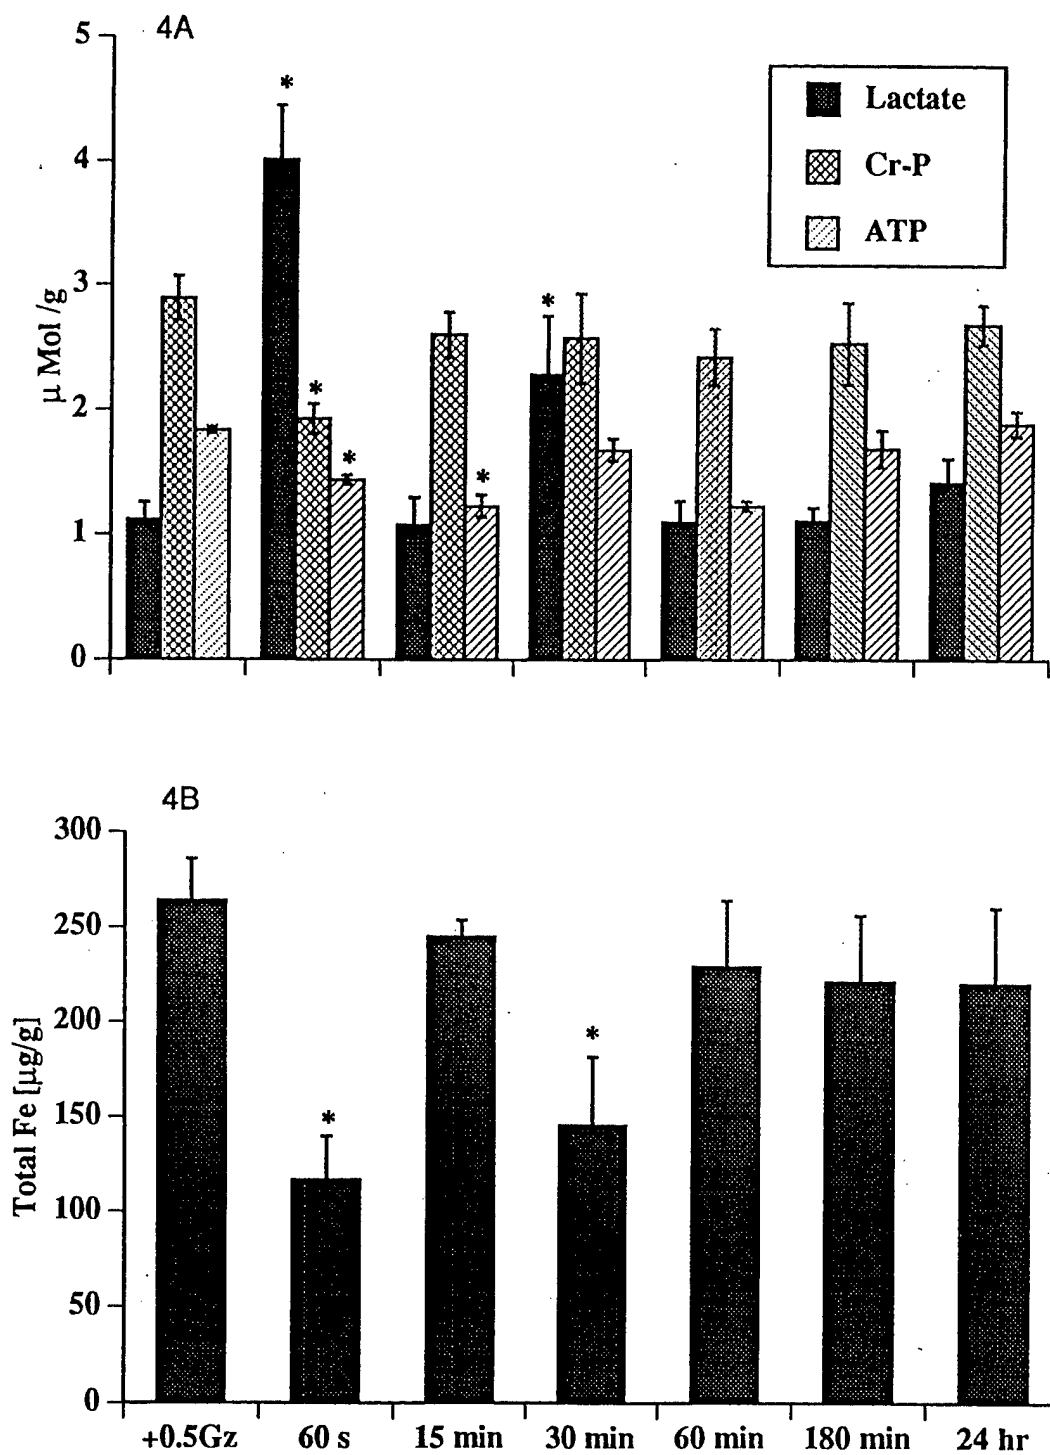 4A
5
4
3
2
1
0
μ Mol /g
*
*
*
*
*
Lactate
Cr-P
ATP
4B
300
250
200
150
100
50
0
Total Fe [μg/g]
*
*
+0.5Gz 60 s 15 min 30 min 60 min 180 min 24 hr